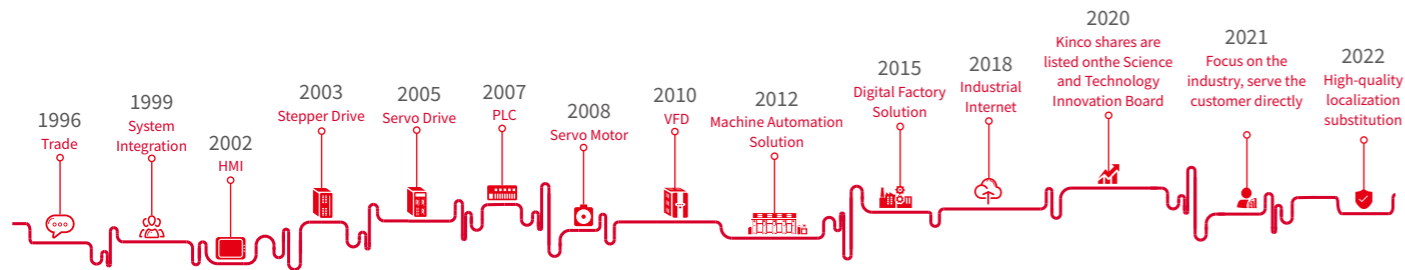 1996
Trade
1999
System
Integration
2002
HMI
2003
Stepper Drive
2005
Servo Drive
2007
PLC
2008
Servo Motor
2010
VFD
2012
Machine Automation
Solution
2015
Digital Factory
Solution
2018
Industrial
Internet
2020
Kinco shares are
listed onthe Science
and Technology
Innovation Board
2021
Focus on the
industry, serve the
customer directly
2022
High-quality
localization
substitution